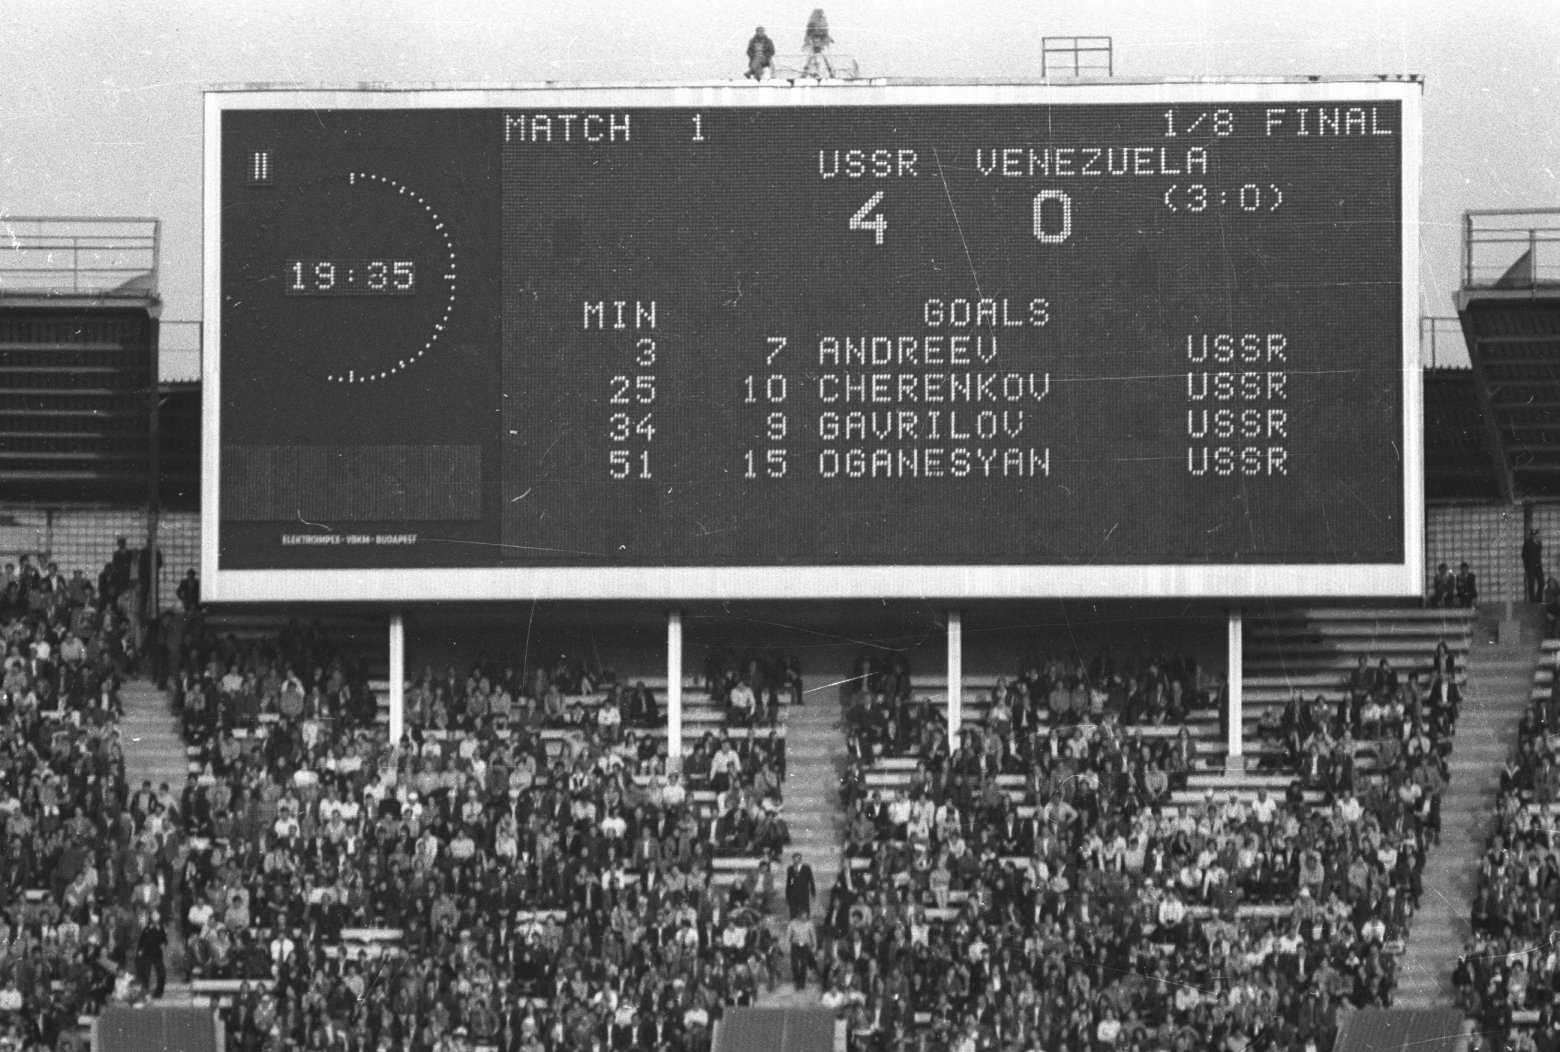 MATCH 1 1/8 FINAL
II
USSR VENEZUELA
4 0 (3:0)
19:35
MIN GOALS
3 7 ANDREEV USSR
25 10 CHERENKOV USSR
34 9 GAVRILOV USSR
51 15 OGANESYAN USSR
ELEKTROIMPEX-VBKM-BUDAPEST